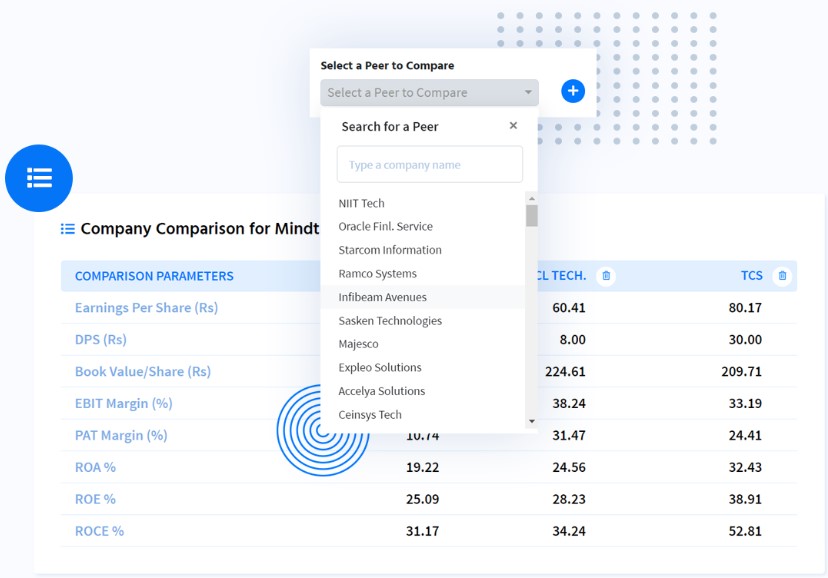 Select a Peer to Compare
Select a Peer to Compare
Search for a Peer
Type a company name
NIIT Tech
Oracle Finl. Service
Starcom Information
Ramco Systems
Infibeam Avenues
Sasken Technologies
Majesco
Expleo Solutions
Accelya Solutions
Ceinsys Tech
Company Comparison for Mindt
COMPARISON PARAMETERS CL TECH. TCS
Earnings Per Share (Rs) 60.41 80.17
DPS (Rs) 8.00 30.00
Book Value/Share (Rs) 224.61 209.71
EBIT Margin (%) 38.24 33.19
PAT Margin (%) 10.74 31.47 24.41
ROA % 19.22 24.56 32.43
ROE % 25.09 28.23 38.91
ROCE % 31.17 34.24 52.81